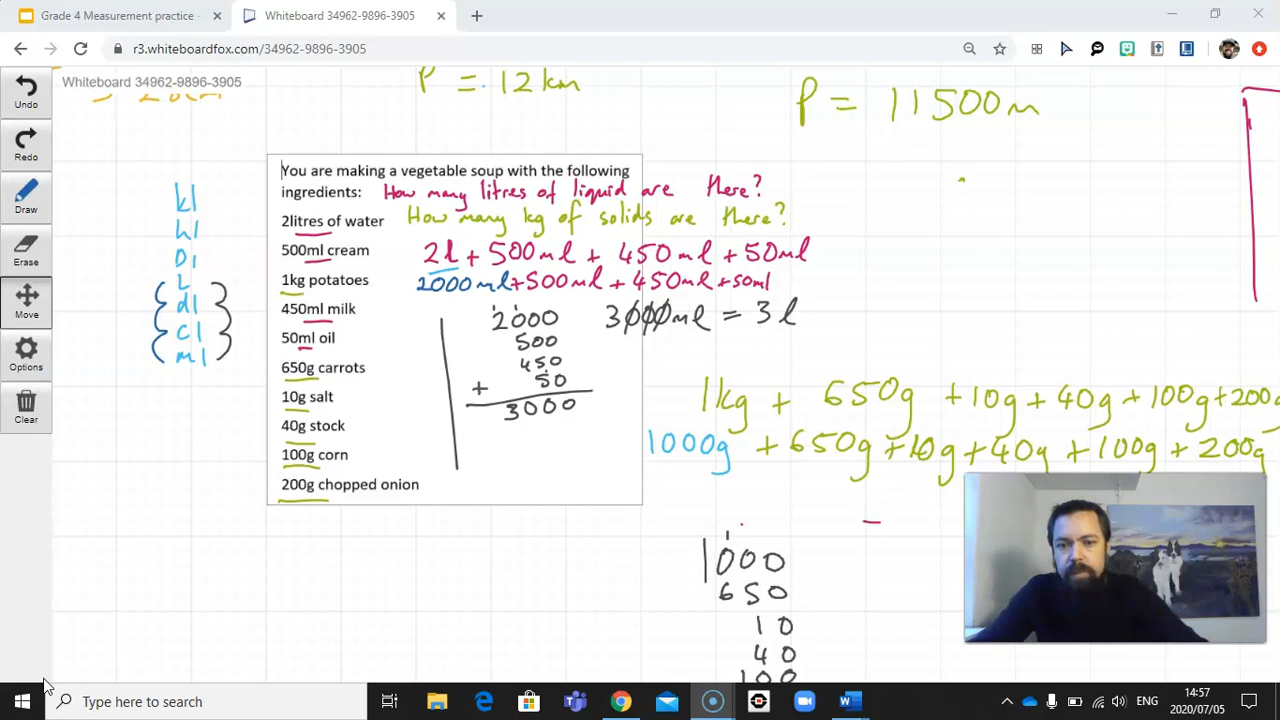 Grade 4 Measurement practice -
Whiteboard 34962-9896-3905
r3.whiteboardfox.com/34962-9896-3905
Whiteboard 34962-9896-3905
Undo
Redo
Draw
Erase
Move
Options
Clear
P = 12 km
P = 11500m
kl
hl
Dl
L
dl
cl
ml
You are making a vegetable soup with the following
ingredients: How many litres of liquid are there?
2litres of water How many kg of solids are there?
500ml cream 2l + 500ml + 450ml + 50ml
1kg potatoes 2000ml+500ml + 450ml +50ml
450ml milk 2000 3000ml = 3l
500
50ml oil 450
650g carrots + 50
10g salt 3000
40g stock
100g corn
200g chopped onion
1kg + 650g +10g + 40g + 100g+200g
1000g + 650g +10g +40g + 100g + 200g
1
1000
650
10
40
100
Type here to search
ENG
14:57
2020/07/05